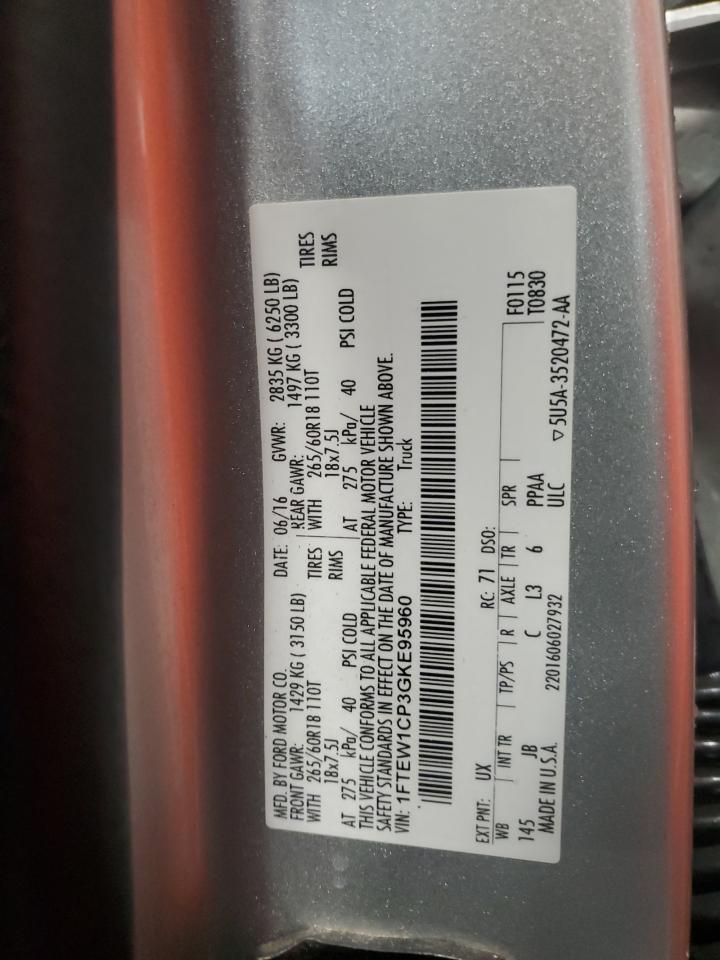 MFD. BY FORD MOTOR CO. DATE: 06/16 GVWR: 2835 KG ( 6250 LB)
FRONT GAWR: 1429 KG ( 3150 LB) REAR GAWR: 1497 KG ( 3300 LB)
WITH 265/60R18 110T TIRES WITH 265/60R18 110T TIRES
18x7.5J RIMS 18x7.5J RIMS
AT 275 kPa/ 40 PSI COLD AT 275 kPa/ 40 PSI COLD
THIS VEHICLE CONFORMS TO ALL APPLICABLE FEDERAL MOTOR VEHICLE
SAFETY STANDARDS IN EFFECT ON THE DATE OF MANUFACTURE SHOWN ABOVE.
VIN: 1FTEW1CP3GKE95960 TYPE: Truck
EXT PNT: UX RC: 71 DSO:
WB INT TR TP/PS R AXLE TR SPR F0115
145 JB C L3 6 PPAA T0830
MADE IN U.S.A. 2201606027932 ULC ▽5U5A-3520472-AA